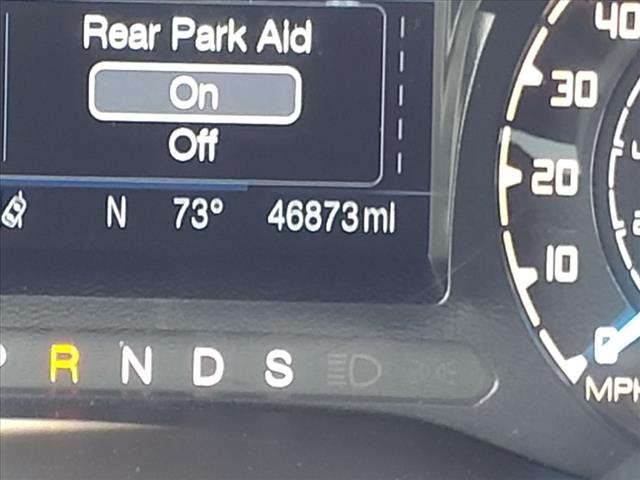 Rear Park Aid
On
Off
N 73° 46873mi
R N D S
40
30
20
10
0
MPH